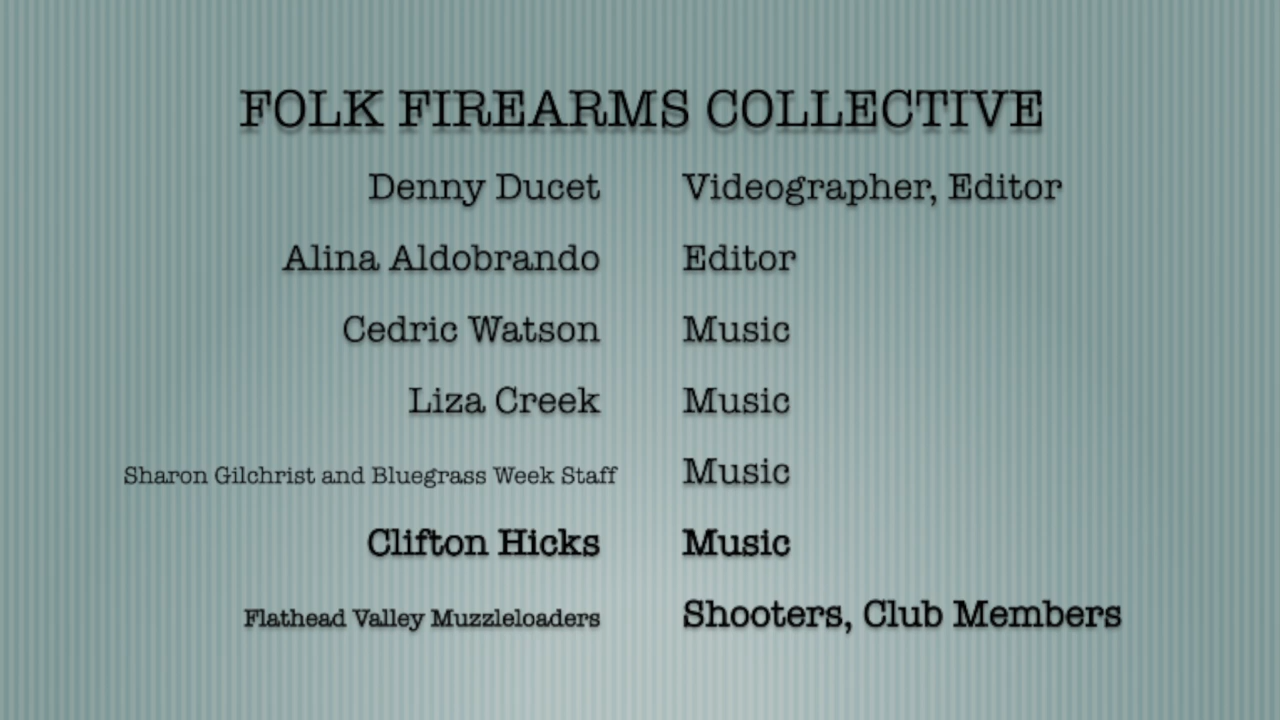 FOLK FIREARMS COLLECTIVE
Denny Ducet Videographer, Editor
Alina Aldobrando Editor
Cedric Watson Music
Liza Creek Music
Sharon Gilchrist and Bluegrass Week Staff Music
Clifton Hicks Music
Flathead Valley Muzzleloaders Shooters, Club Members